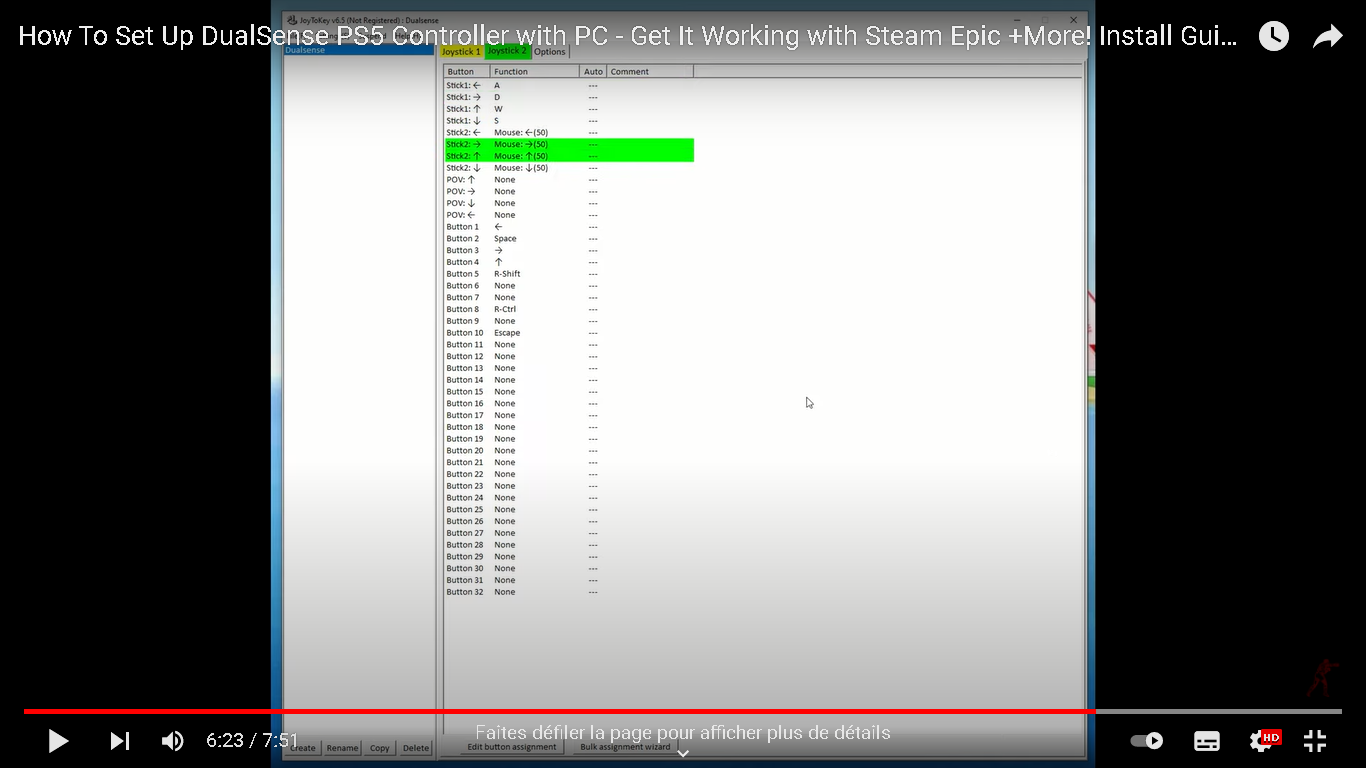 JoyToKey v6.5 (Not Registered) : Dualsense
How To Set Up DualSense PS5 Controller with PC - Get It Working with Steam Epic +More! Install Gui...
Dualsense
Joystick 1 Joystick 2 Options
Button Function Auto Comment
Stick1: ← A ---
Stick1: → D ---
Stick1: ↑ W ---
Stick1: ↓ S ---
Stick2: ← Mouse: ←(50) ---
Stick2: → Mouse: →(50) ---
Stick2: ↑ Mouse: ↑(50) ---
Stick2: ↓ Mouse: ↓(50) ---
POV: ↑ None ---
POV: → None ---
POV: ↓ None ---
POV: ← None ---
Button 1 ← ---
Button 2 Space ---
Button 3 → ---
Button 4 ↑ ---
Button 5 R-Shift ---
Button 6 None ---
Button 7 None ---
Button 8 R-Ctrl ---
Button 9 None ---
Button 10 Escape ---
Button 11 None ---
Button 12 None ---
Button 13 None ---
Button 14 None ---
Button 15 None ---
Button 16 None ---
Button 17 None ---
Button 18 None ---
Button 19 None ---
Button 20 None ---
Button 21 None ---
Button 22 None ---
Button 23 None ---
Button 24 None ---
Button 25 None ---
Button 26 None ---
Button 27 None ---
Button 28 None ---
Button 29 None ---
Button 30 None ---
Button 31 None ---
Button 32 None ---
Faites défiler la page pour afficher plus de détails
6:23 / 7:51
Rename Copy Delete Edit button assignment Bulk assignment wizard
HD